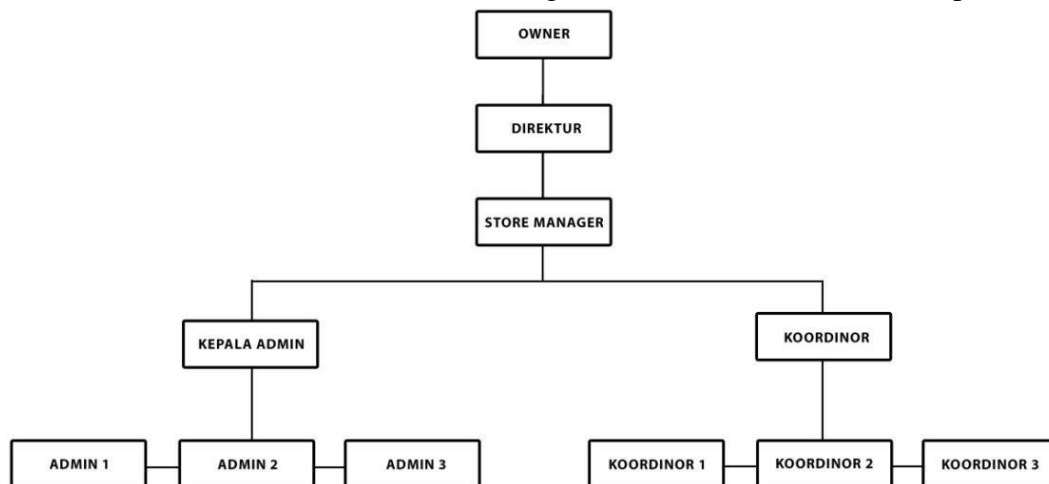 OWNER
DIREKTUR
STORE MANAGER
KEPALA ADMIN
KOORDINOR
ADMIN 1
ADMIN 2
ADMIN 3
KOORDINOR 1
KOORDINOR 2
KOORDINOR 3